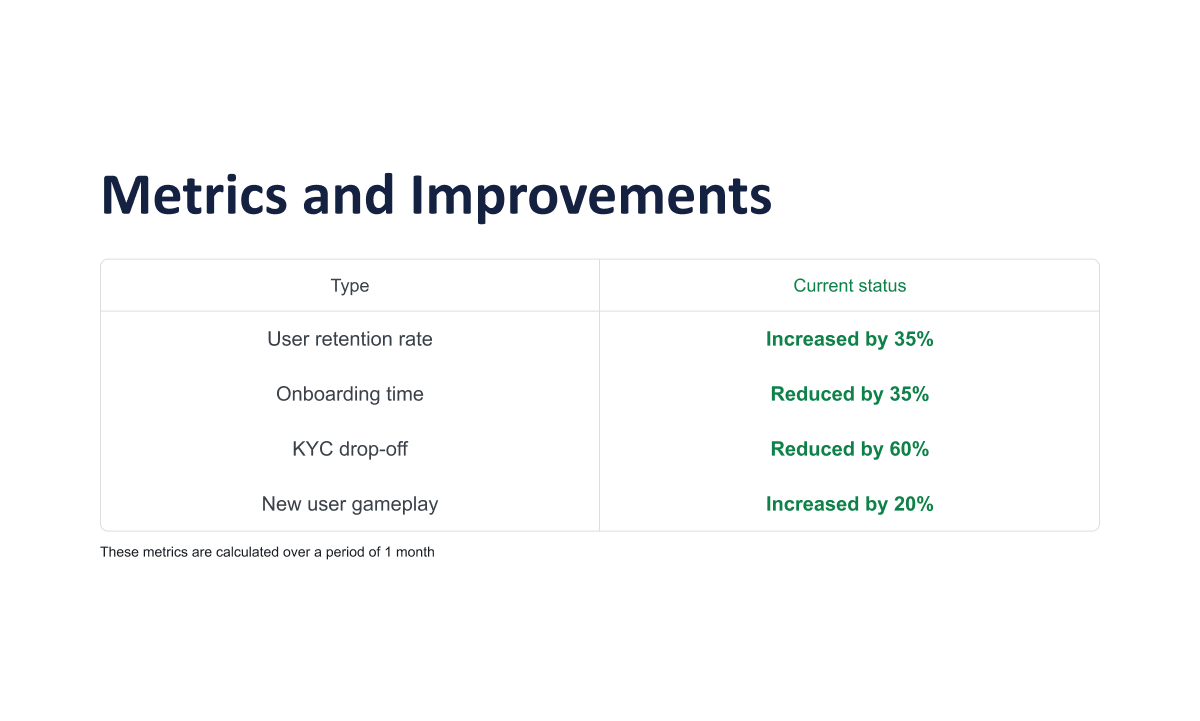 Metrics and Improvements
Type Current status
User retention rate Increased by 35%
Onboarding time Reduced by 35%
KYC drop-off Reduced by 60%
New user gameplay Increased by 20%
These metrics are calculated over a period of 1 month